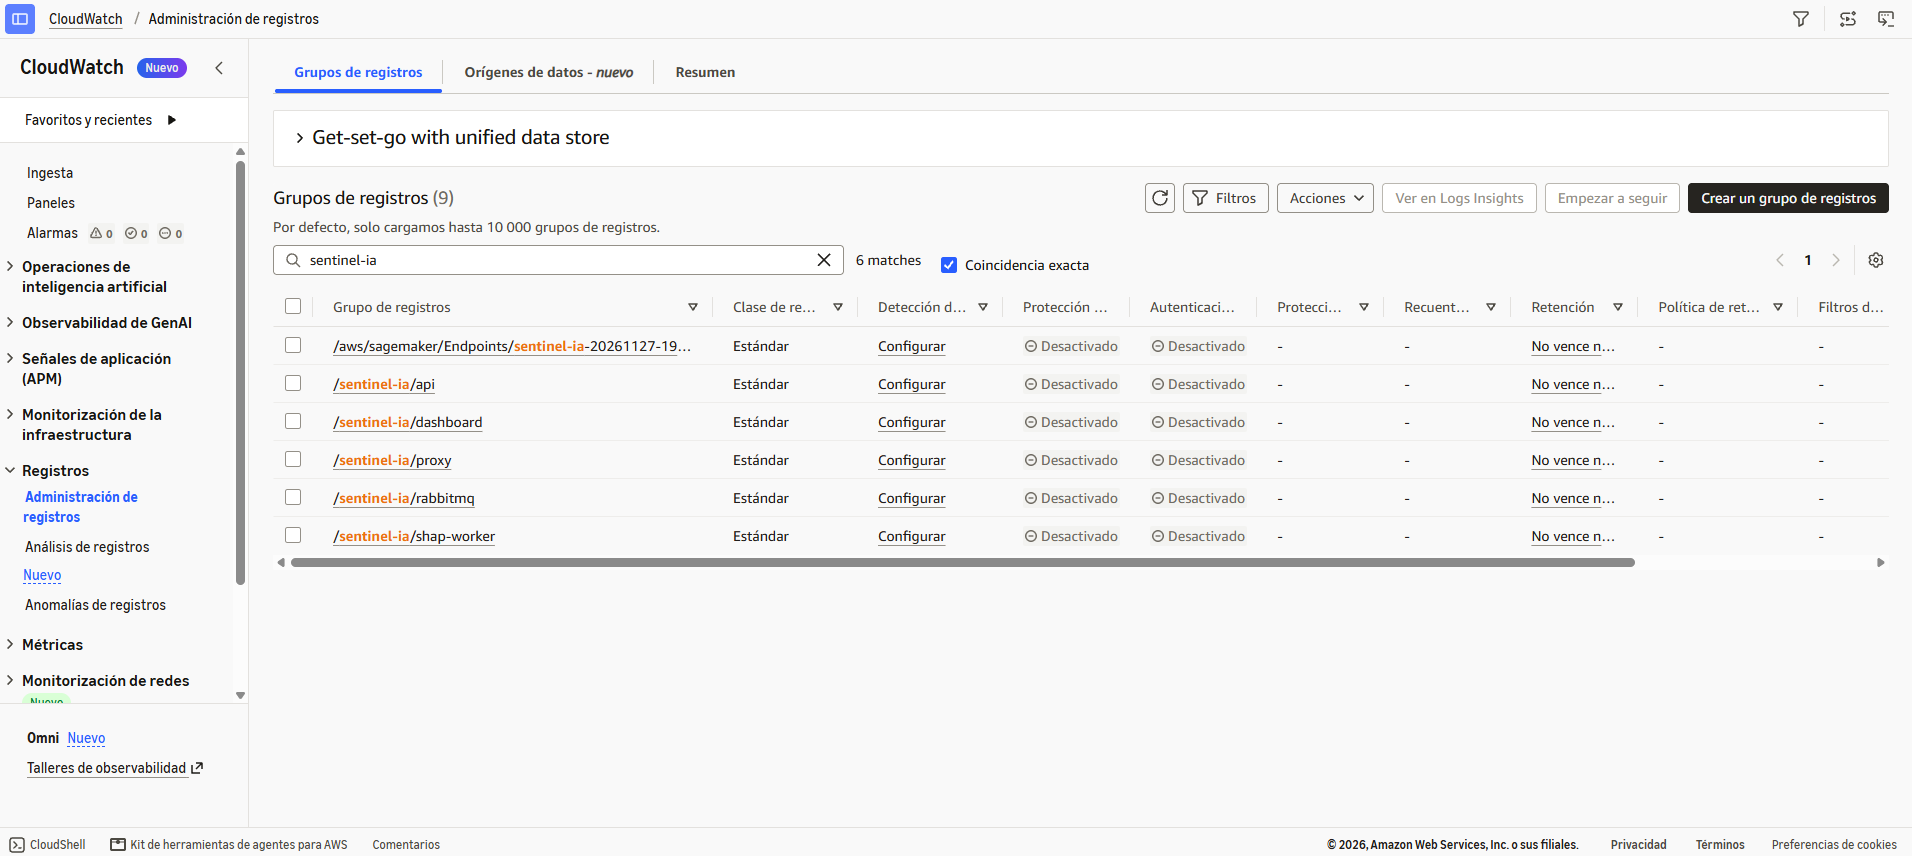 CloudWatch / Administración de registros
CloudWatch Nuevo
Favoritos y recientes
Ingesta
Paneles
Alarmas 0 0 0
Operaciones de
inteligencia artificial
Observabilidad de GenAI
Señales de aplicación
(APM)
Monitorización de la
infraestructura
Registros
Administración de
registros
Análisis de registros
Nuevo
Anomalías de registros
Métricas
Monitorización de redes
Nuevo
Omni Nuevo
Talleres de observabilidad
Grupos de registros Orígenes de datos - nuevo Resumen
Get-set-go with unified data store
Grupos de registros (9)
Filtros Acciones Ver en Logs Insights Empezar a seguir Crear un grupo de registros
Por defecto, solo cargamos hasta 10 000 grupos de registros.
sentinel-ia 6 matches Coincidencia exacta 1
Grupo de registros Clase de re... Detección d... Protección ... Autenticaci... Protecci... Recuent... Retención Política de ret... Filtros d...
/aws/sagemaker/Endpoints/sentinel-ia-20261127-19... Estándar Configurar Desactivado Desactivado - - No vence n... - -
/sentinel-ia/api Estándar Configurar Desactivado Desactivado - - No vence n... - -
/sentinel-ia/dashboard Estándar Configurar Desactivado Desactivado - - No vence n... - -
/sentinel-ia/proxy Estándar Configurar Desactivado Desactivado - - No vence n... - -
/sentinel-ia/rabbitmq Estándar Configurar Desactivado Desactivado - - No vence n... - -
/sentinel-ia/shap-worker Estándar Configurar Desactivado Desactivado - - No vence n... - -
CloudShell Kit de herramientas de agentes para AWS Comentarios © 2026, Amazon Web Services, Inc. o sus filiales. Privacidad Términos Preferencias de cookies